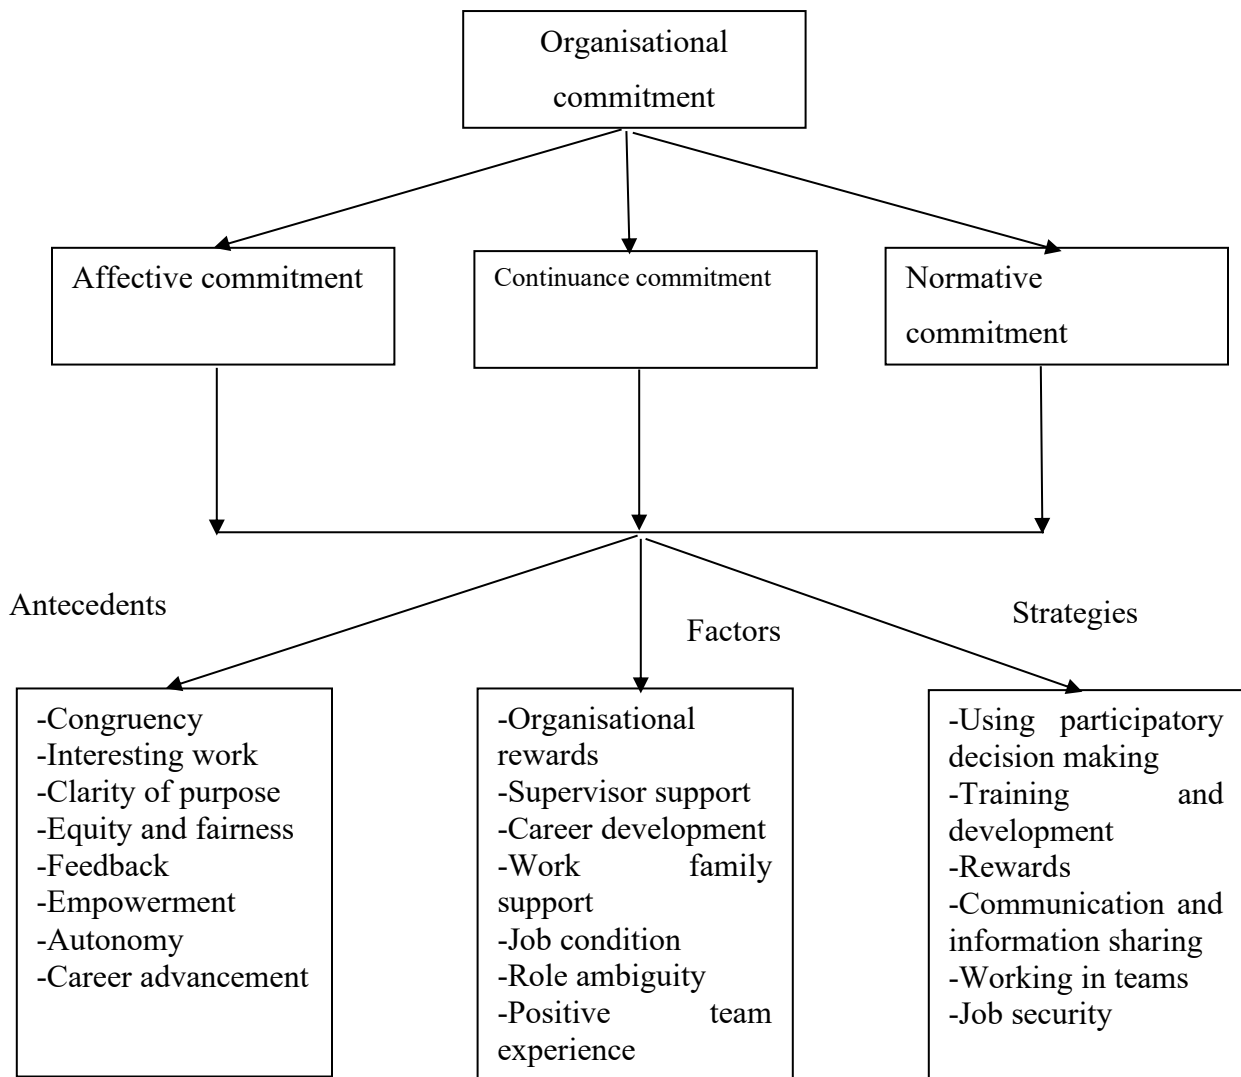 Organisational
commitment
Affective commitment
Continuance commitment
Normative
commitment
Antecedents
Factors
Strategies
-Congruency
-Interesting work
-Clarity of purpose
-Equity and fairness
-Feedback
-Empowerment
-Autonomy
-Career advancement
-Organisational
rewards
-Supervisor support
-Career development
-Work family
support
-Job condition
-Role ambiguity
-Positive team
experience
-Using participatory
decision making
-Training and
development
-Rewards
-Communication and
information sharing
-Working in teams
-Job security